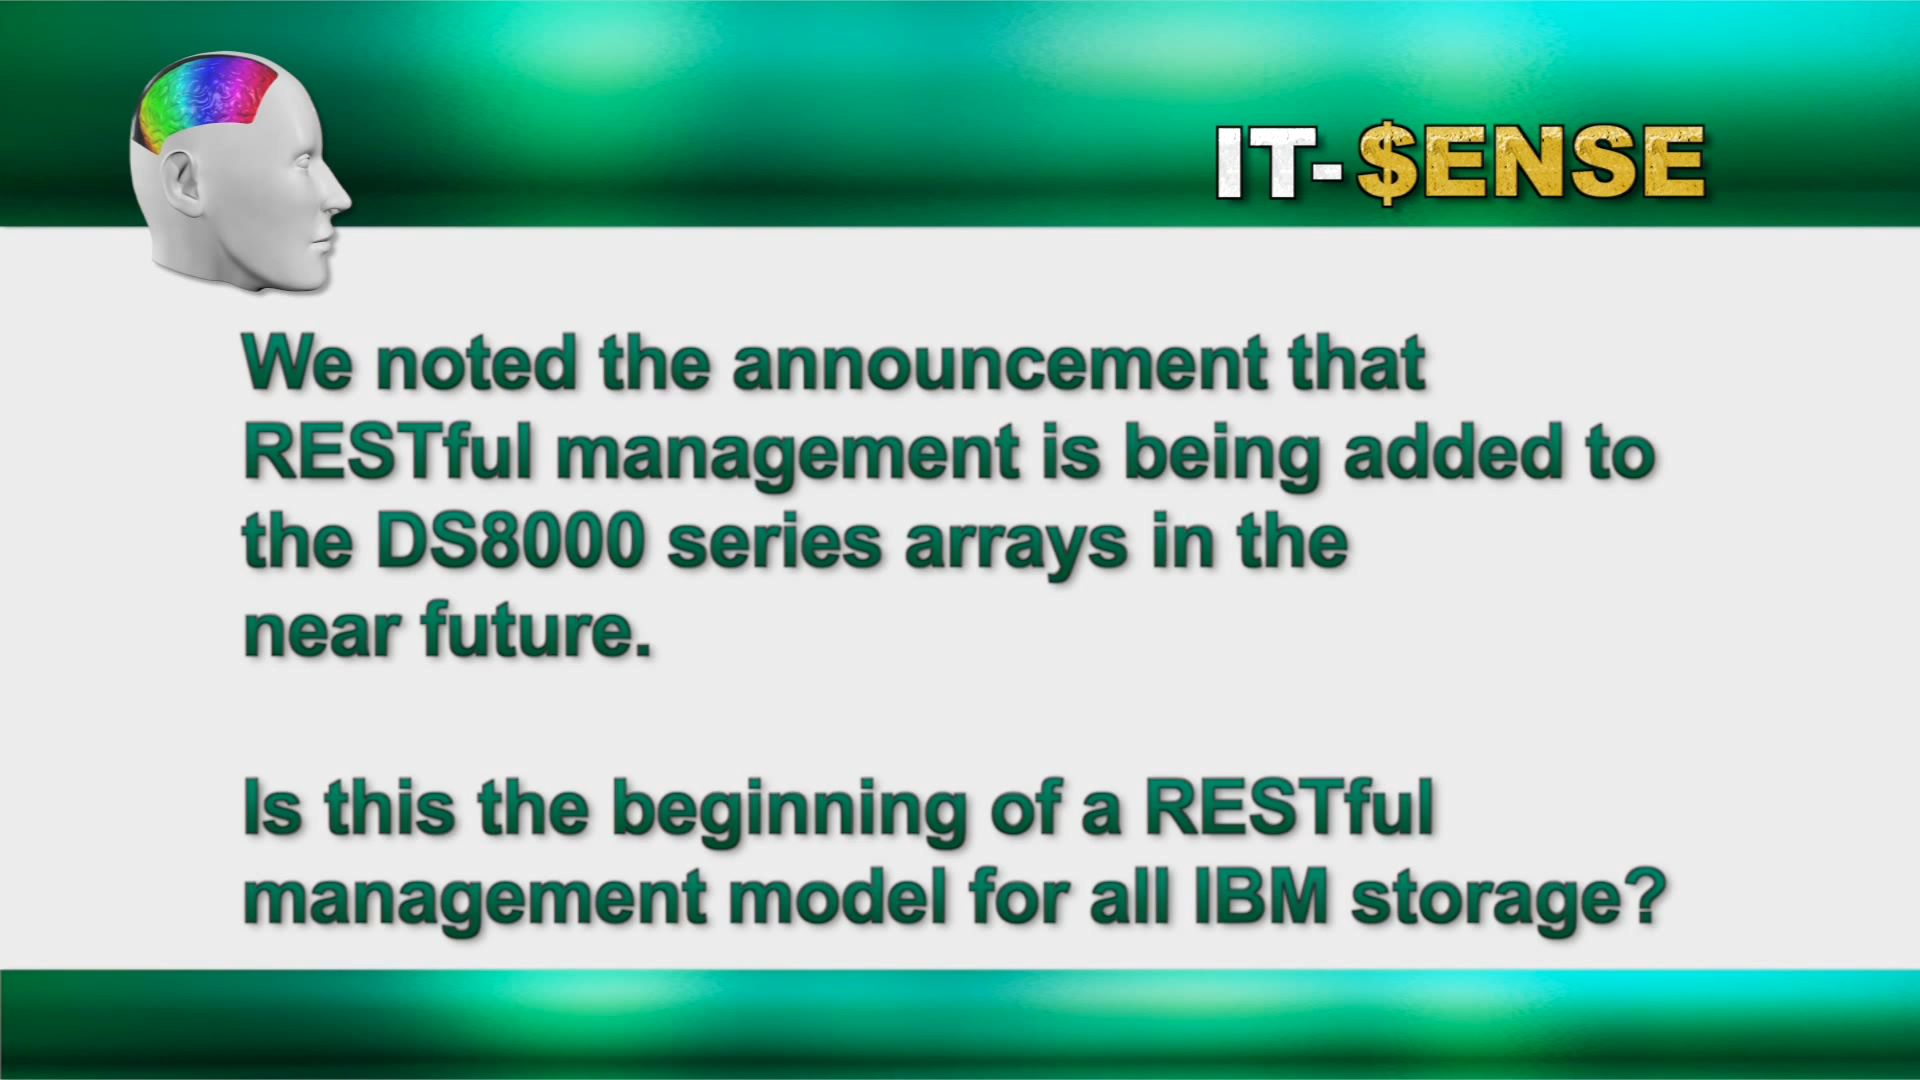 IT-$ENSE
We noted the announcement that
RESTful management is being added to
the DS8000 series arrays in the
near future.
Is this the beginning of a RESTful
management model for all IBM storage?